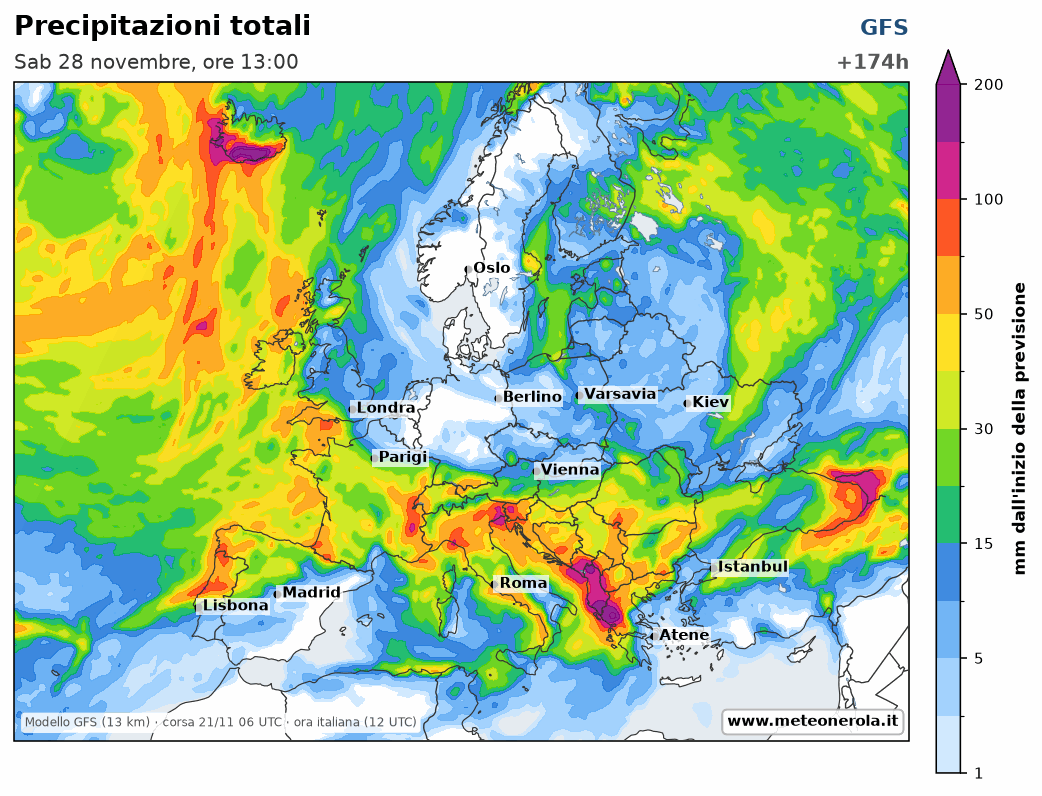 Precipitazioni totali
GFS
Sab 28 novembre, ore 13:00
+174h
200
100
50
30
15
5
1
mm dall'inizio della previsione
Oslo
Berlino
Varsavia
Kiev
Londra
Parigi
Vienna
Istanbul
Roma
Madrid
Lisbona
Atene
Modello GFS (13 km) · corsa 21/11 06 UTC · ora italiana (12 UTC)
www.meteonerola.it